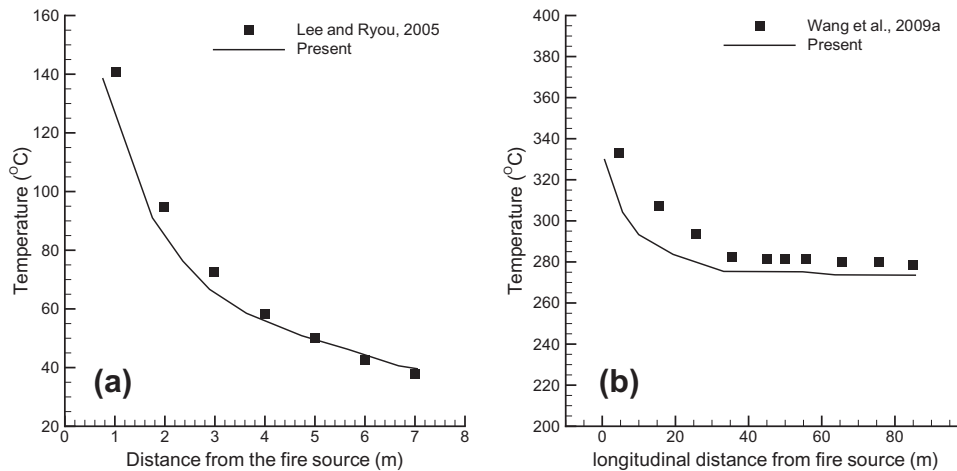 160
140
120
100
80
60
40
20
Temperature (°C)
Lee and Ryou, 2005
Present
(a)
0 1 2 3 4 5 6 7 8
Distance from the fire source (m)
400
380
360
340
320
300
280
260
240
220
200
Temperature (°C)
Wang et al., 2009a
Present
(b)
0 20 40 60 80
longitudinal distance from fire source (m)